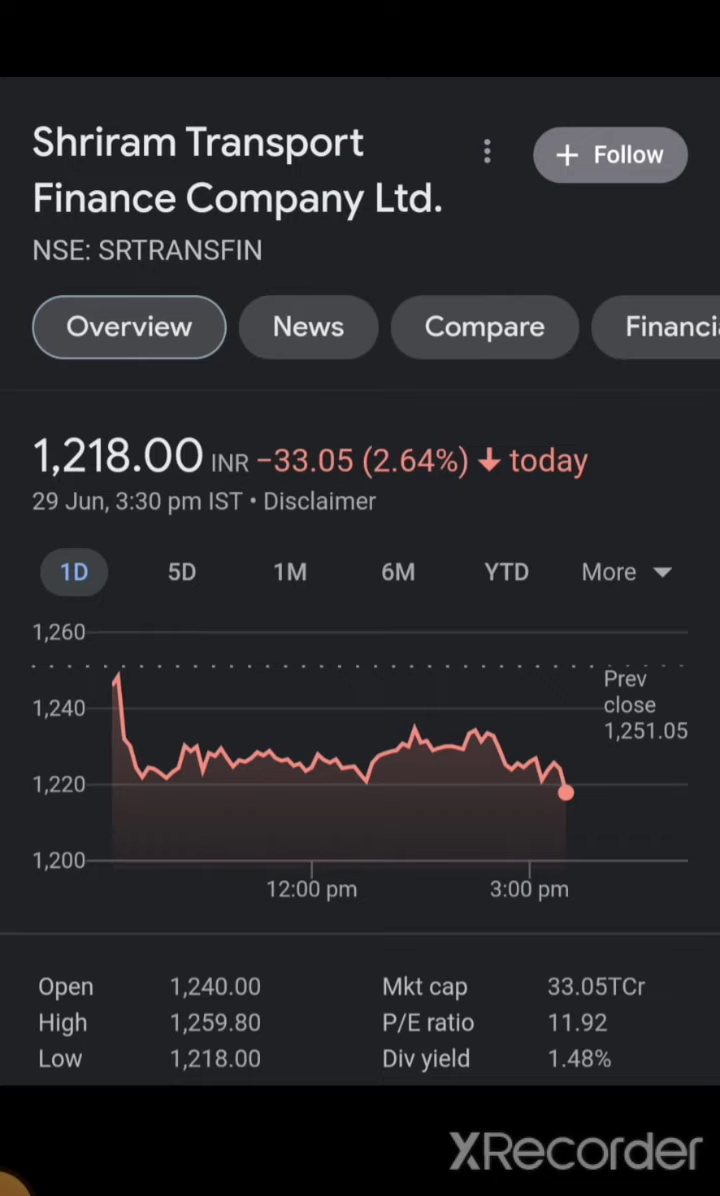 Shriram Transport
Finance Company Ltd.
+ Follow
NSE: SRTRANSFIN
Overview News Compare Financi
1,218.00 INR −33.05 (2.64%) ↓ today
29 Jun, 3:30 pm IST • Disclaimer
1D 5D 1M 6M YTD More
1,260
1,240
1,220
1,200
Prev
close
1,251.05
12:00 pm 3:00 pm
Open 1,240.00 Mkt cap 33.05TCr
High 1,259.80 P/E ratio 11.92
Low 1,218.00 Div yield 1.48%
XRecorder